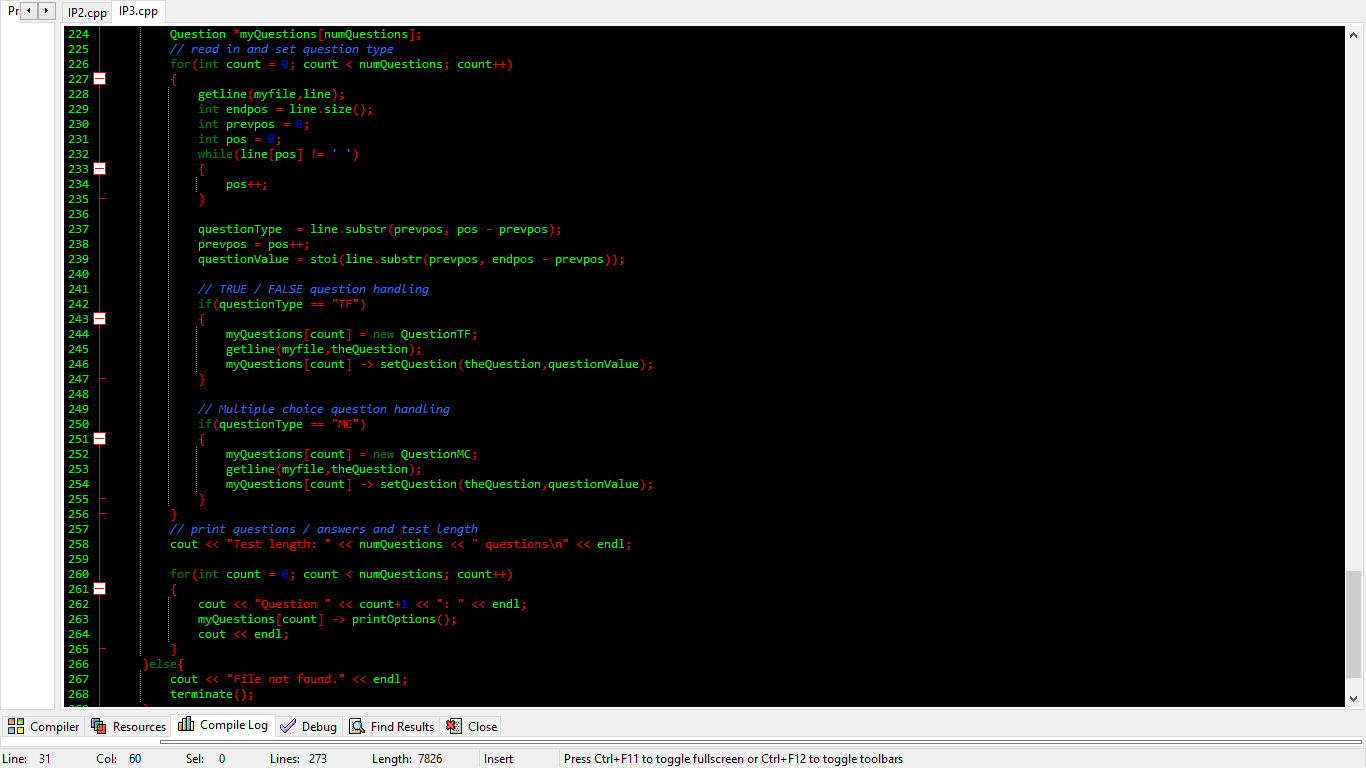 Pr IP2.cpp IP3.cpp
224 Question *myQuestions[numQuestions];
225 // read in and set question type
226 for(int count = 0; count < numQuestions; count++)
227 {
228 getline(myfile,line);
229 int endpos = line.size();
230 int prevpos = 0;
231 int pos = 0;
232 while(line[pos] != ' ')
233 {
234 pos++;
235 }
236
237 questionType  = line.substr(prevpos, pos - prevpos);
238 prevpos = pos++;
239 questionValue = stoi(line.substr(prevpos, endpos - prevpos));
240
241 // TRUE / FALSE question handling
242 if(questionType == "TF")
243 {
244 myQuestions[count] = new QuestionTF;
245 getline(myfile,theQuestion);
246 myQuestions[count] -> setQuestion(theQuestion,questionValue);
247 }
248
249 // Multiple choice question handling
250 if(questionType == "MC")
251 {
252 myQuestions[count] = new QuestionMC;
253 getline(myfile,theQuestion);
254 myQuestions[count] -> setQuestion(theQuestion,questionValue);
255 }
256 }
257 // print questions / answers and test length
258 cout << "Test length: " << numQuestions << " questions\n" << endl;
259
260 for(int count = 0; count < numQuestions; count++)
261 {
262 cout << "Question " << count+1 << ": " << endl;
263 myQuestions[count] -> printOptions();
264 cout << endl;
265 }
266 }else{
267 cout << "File not found." << endl;
268 terminate();
Compiler Resources Compile Log Debug Find Results Close
Line: 31 Col: 60 Sel: 0 Lines: 273 Length: 7826 Insert Press Ctrl+F11 to toggle fullscreen or Ctrl+F12 to toggle toolbars